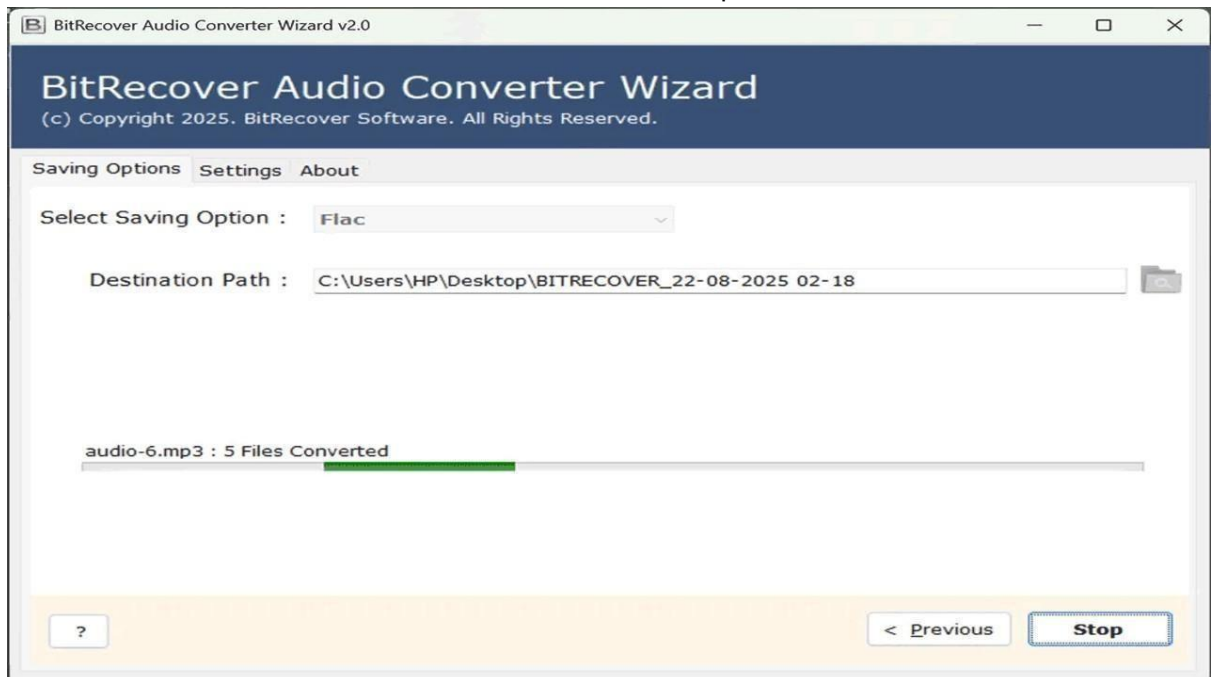 BitRecover Audio Converter Wizard v2.0
BitRecover Audio Converter Wizard
(c) Copyright 2025. BitRecover Software. All Rights Reserved.
Saving Options Settings About
Select Saving Option : Flac
Destination Path : C:\Users\HP\Desktop\BITRECOVER_22-08-2025 02-18
audio-6.mp3 : 5 Files Converted
? < Previous Stop